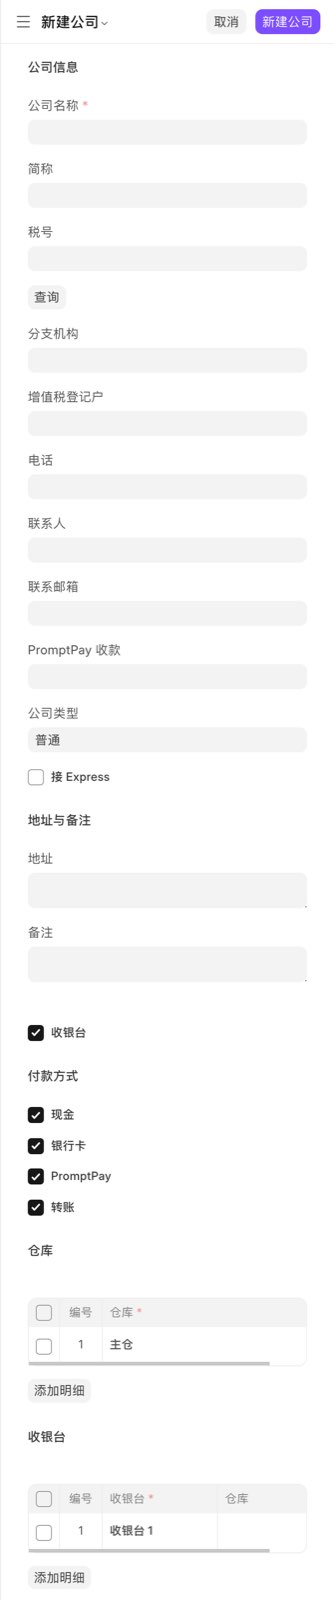 新建公司
取消
新建公司
公司信息
公司名称 *
简称
税号
查询
分支机构
增值税登记户
电话
联系人
联系邮箱
PromptPay 收款
公司类型
普通
接 Express
地址与备注
地址
备注
收银台
付款方式
现金
银行卡
PromptPay
转账
仓库
编号 仓库 *
1 主仓
添加明细
收银台
编号 收银台 * 仓库
1 收银台 1
添加明细